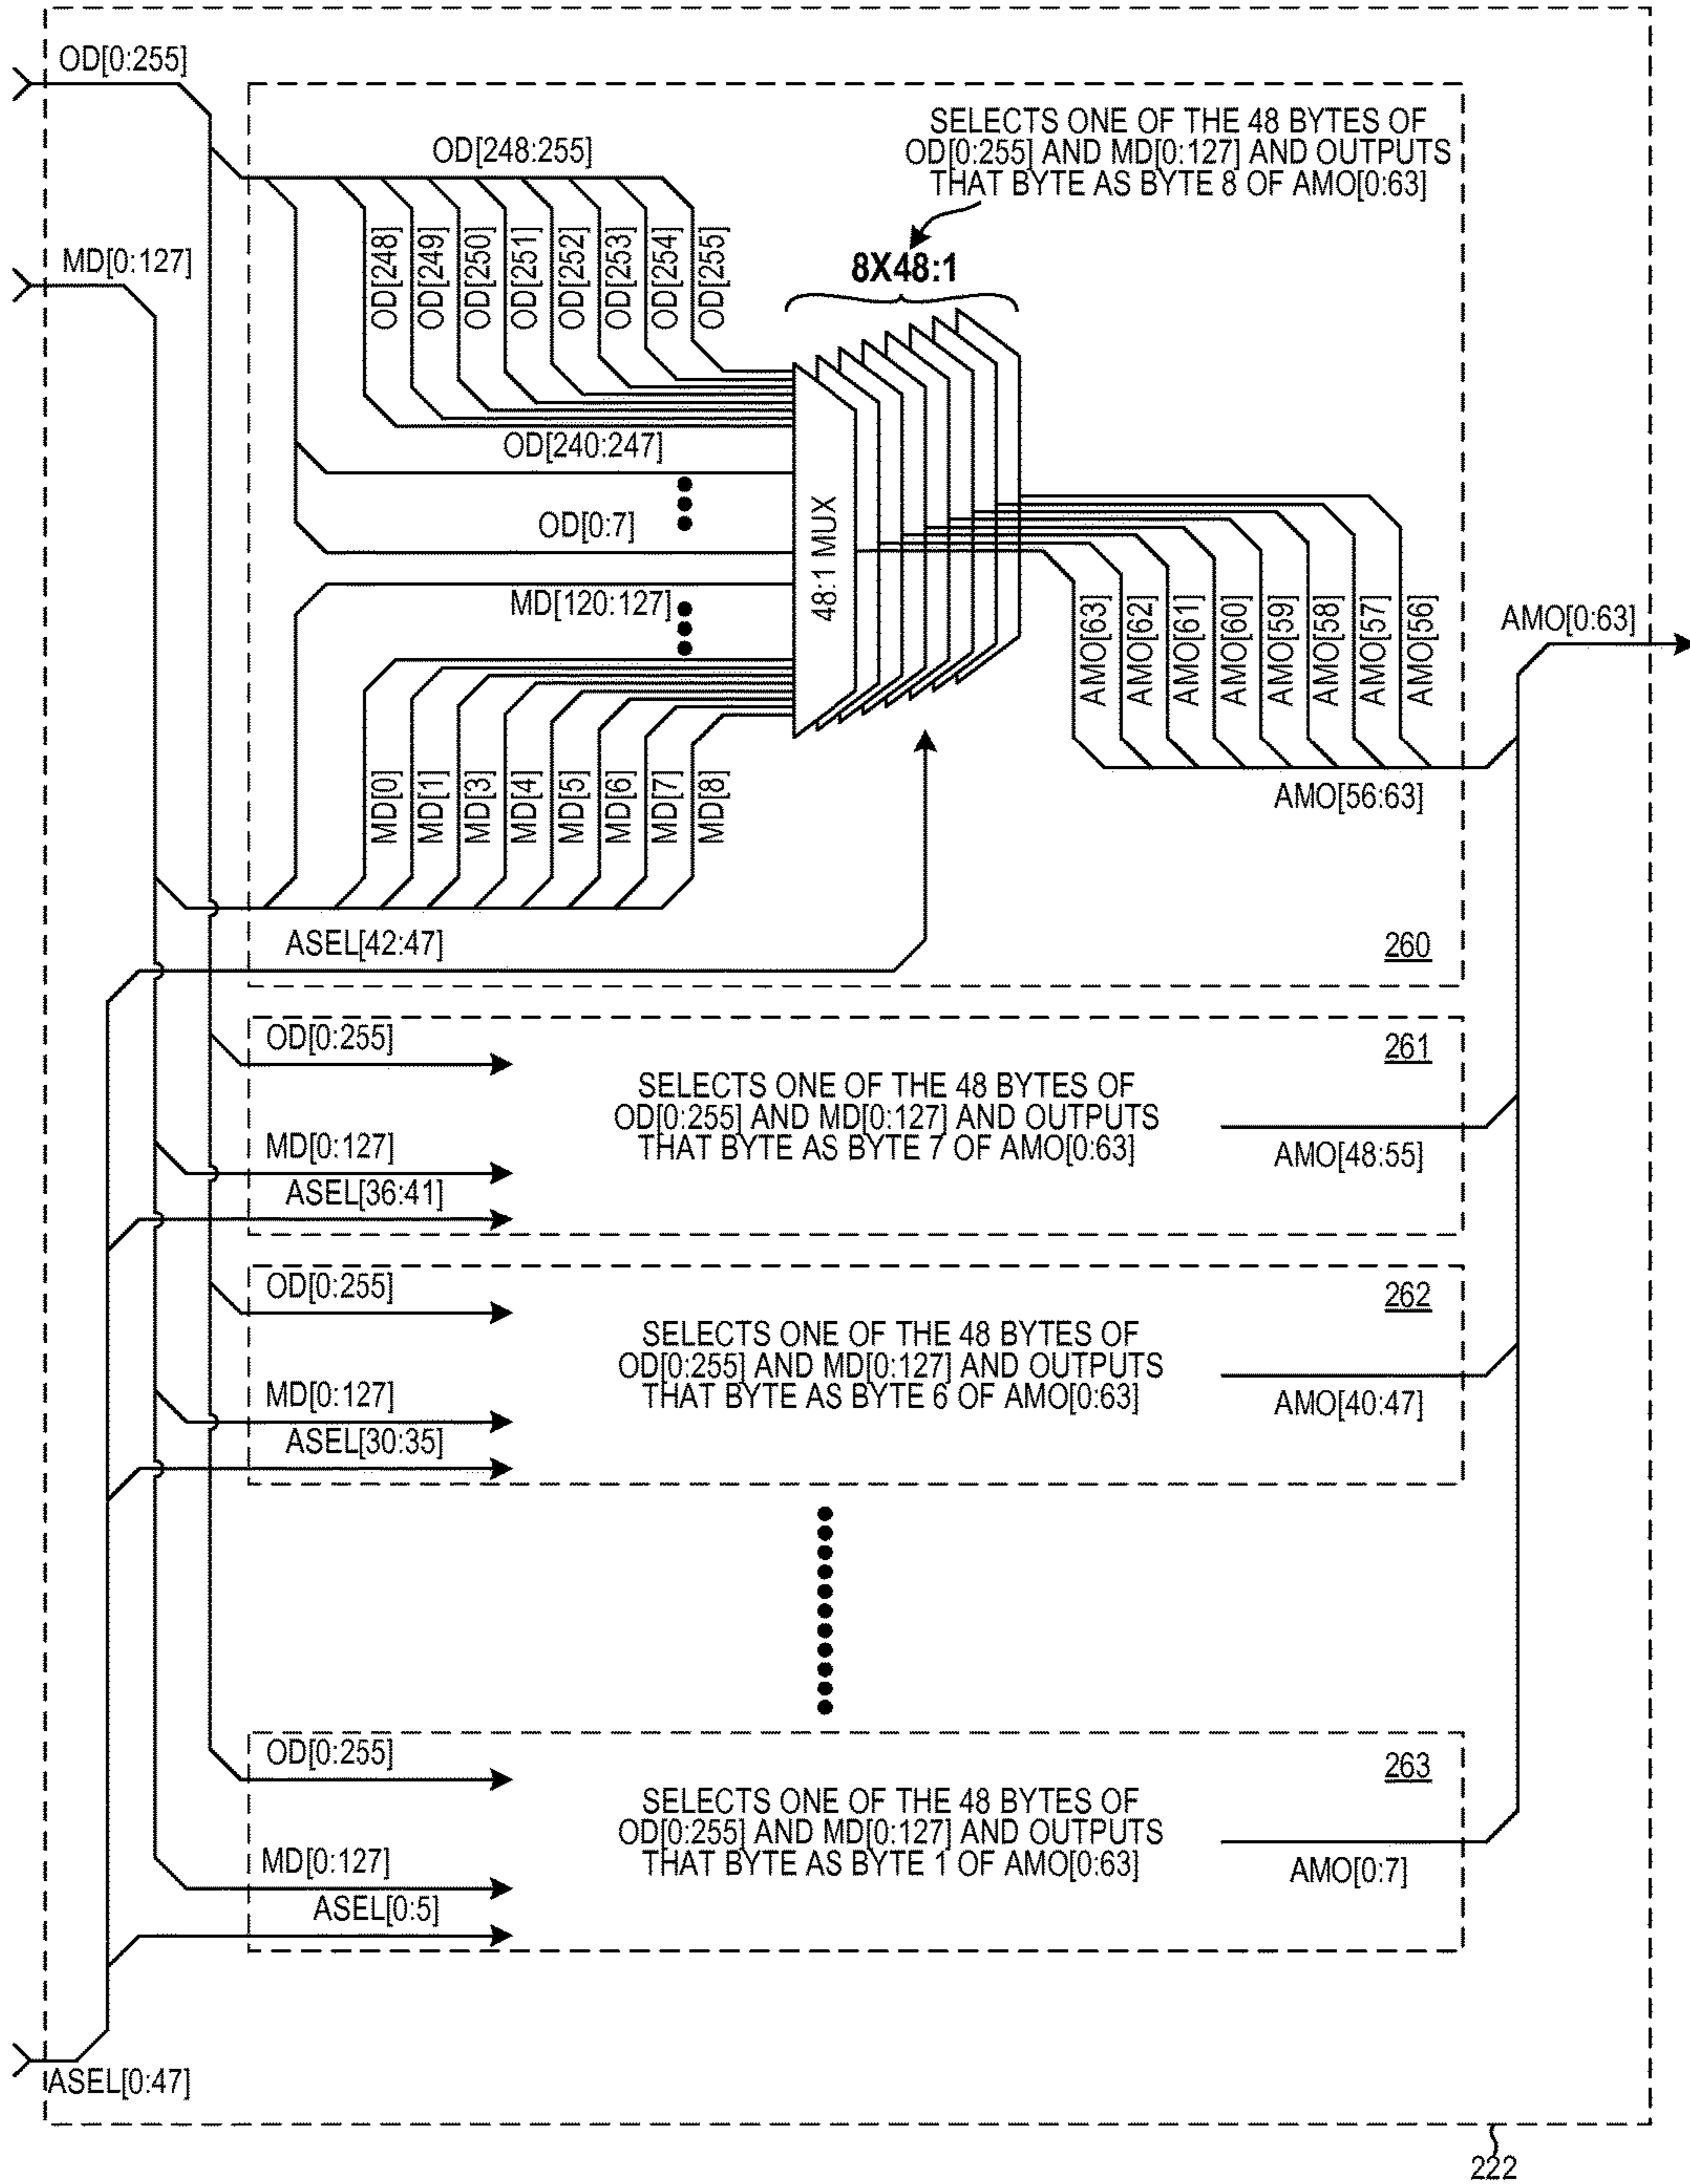 OD[0:255]
MD[0:127]
OD[248:255]
OD[248]
OD[249]
OD[250]
OD[251]
OD[252]
OD[253]
OD[254]
OD[255]
SELECTS ONE OF THE 48 BYTES OF
OD[0:255] AND MD[0:127] AND OUTPUTS
THAT BYTE AS BYTE 8 OF AMO[0:63]
8X48:1
OD[240:247]
OD[0:7]
48:1 MUX
MD[120:127]
MD[0]
MD[1]
MD[3]
MD[4]
MD[5]
MD[6]
MD[7]
MD[8]
AMO[63]
AMO[62]
AMO[61]
AMO[60]
AMO[59]
AMO[58]
AMO[57]
AMO[56]
AMO[0:63]
AMO[56:63]
ASEL[42:47]
260
OD[0:255]
261
SELECTS ONE OF THE 48 BYTES OF
OD[0:255] AND MD[0:127] AND OUTPUTS
THAT BYTE AS BYTE 7 OF AMO[0:63]
MD[0:127]
AMO[48:55]
ASEL[36:41]
OD[0:255]
262
SELECTS ONE OF THE 48 BYTES OF
OD[0:255] AND MD[0:127] AND OUTPUTS
THAT BYTE AS BYTE 6 OF AMO[0:63]
MD[0:127]
AMO[40:47]
ASEL[30:35]
OD[0:255]
263
SELECTS ONE OF THE 48 BYTES OF
OD[0:255] AND MD[0:127] AND OUTPUTS
THAT BYTE AS BYTE 1 OF AMO[0:63]
MD[0:127]
AMO[0:7]
ASEL[0:5]
ASEL[0:47]
222